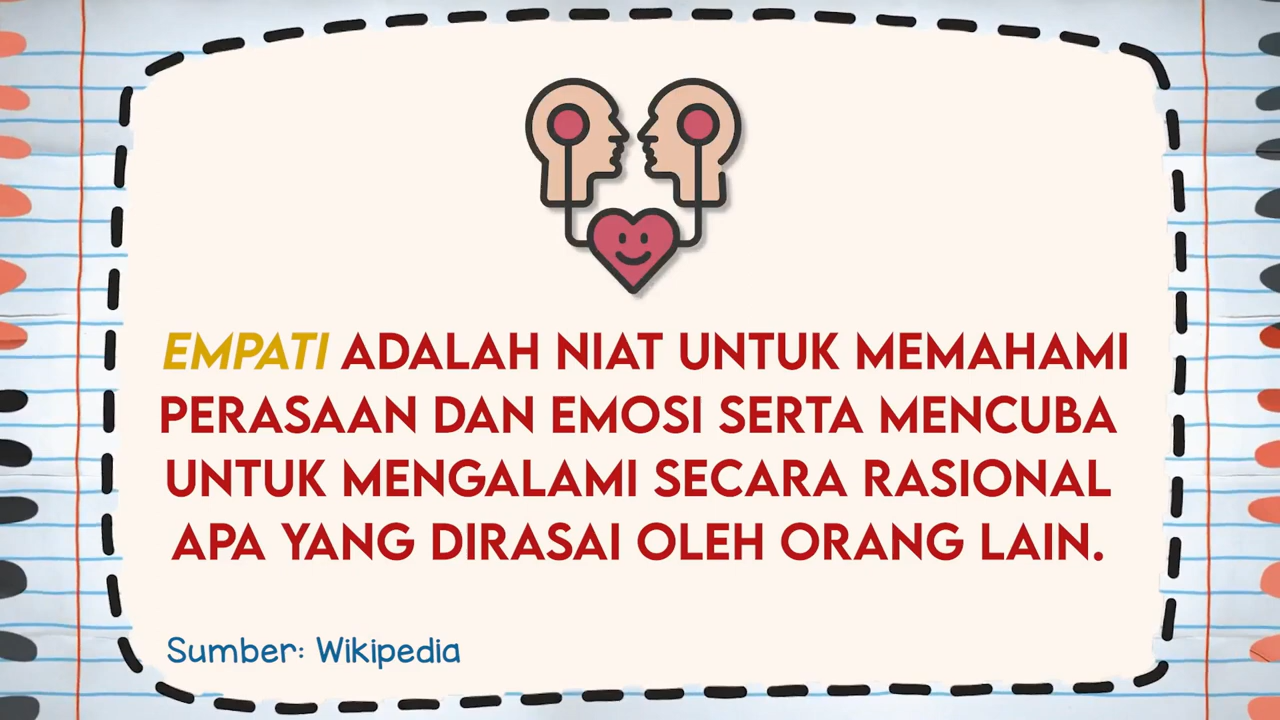 EMPATI ADALAH NIAT UNTUK MEMAHAMI
PERASAAN DAN EMOSI SERTA MENCUBA
UNTUK MENGALAMI SECARA RASIONAL
APA YANG DIRASAI OLEH ORANG LAIN.
Sumber: Wikipedia